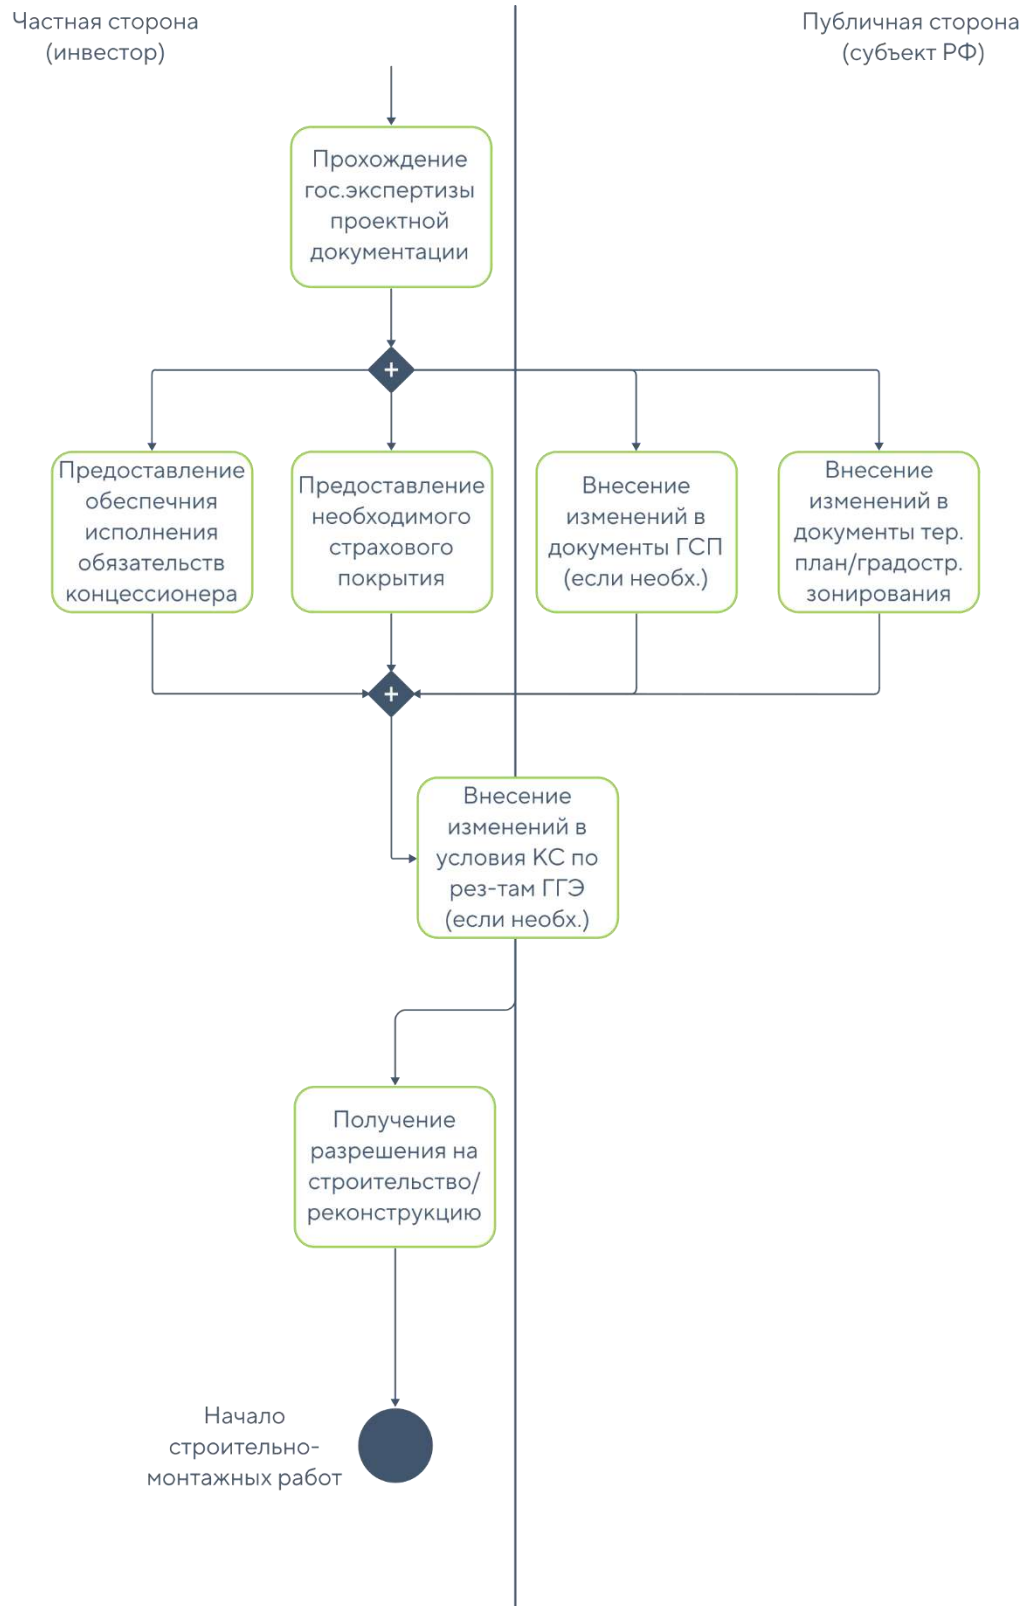 Частная сторона
(инвестор)
Публичная сторона
(субъект РФ)
Прохождение
гос.экспертизы
проектной
документации
+
Предоставление
обеспечния
исполнения
обязательств
концессионера
Предоставление
необходимого
страхового
покрытия
Внесение
изменений в
документы ГСП
(если необх.)
Внесение
изменений в
документы тер.
план/градостр.
зонирования
+
Внесение
изменений в
условия КС по
рез-там ГГЭ
(если необх.)
Получение
разрешения на
строительство/
реконструкцию
Начало
строительно-
монтажных работ